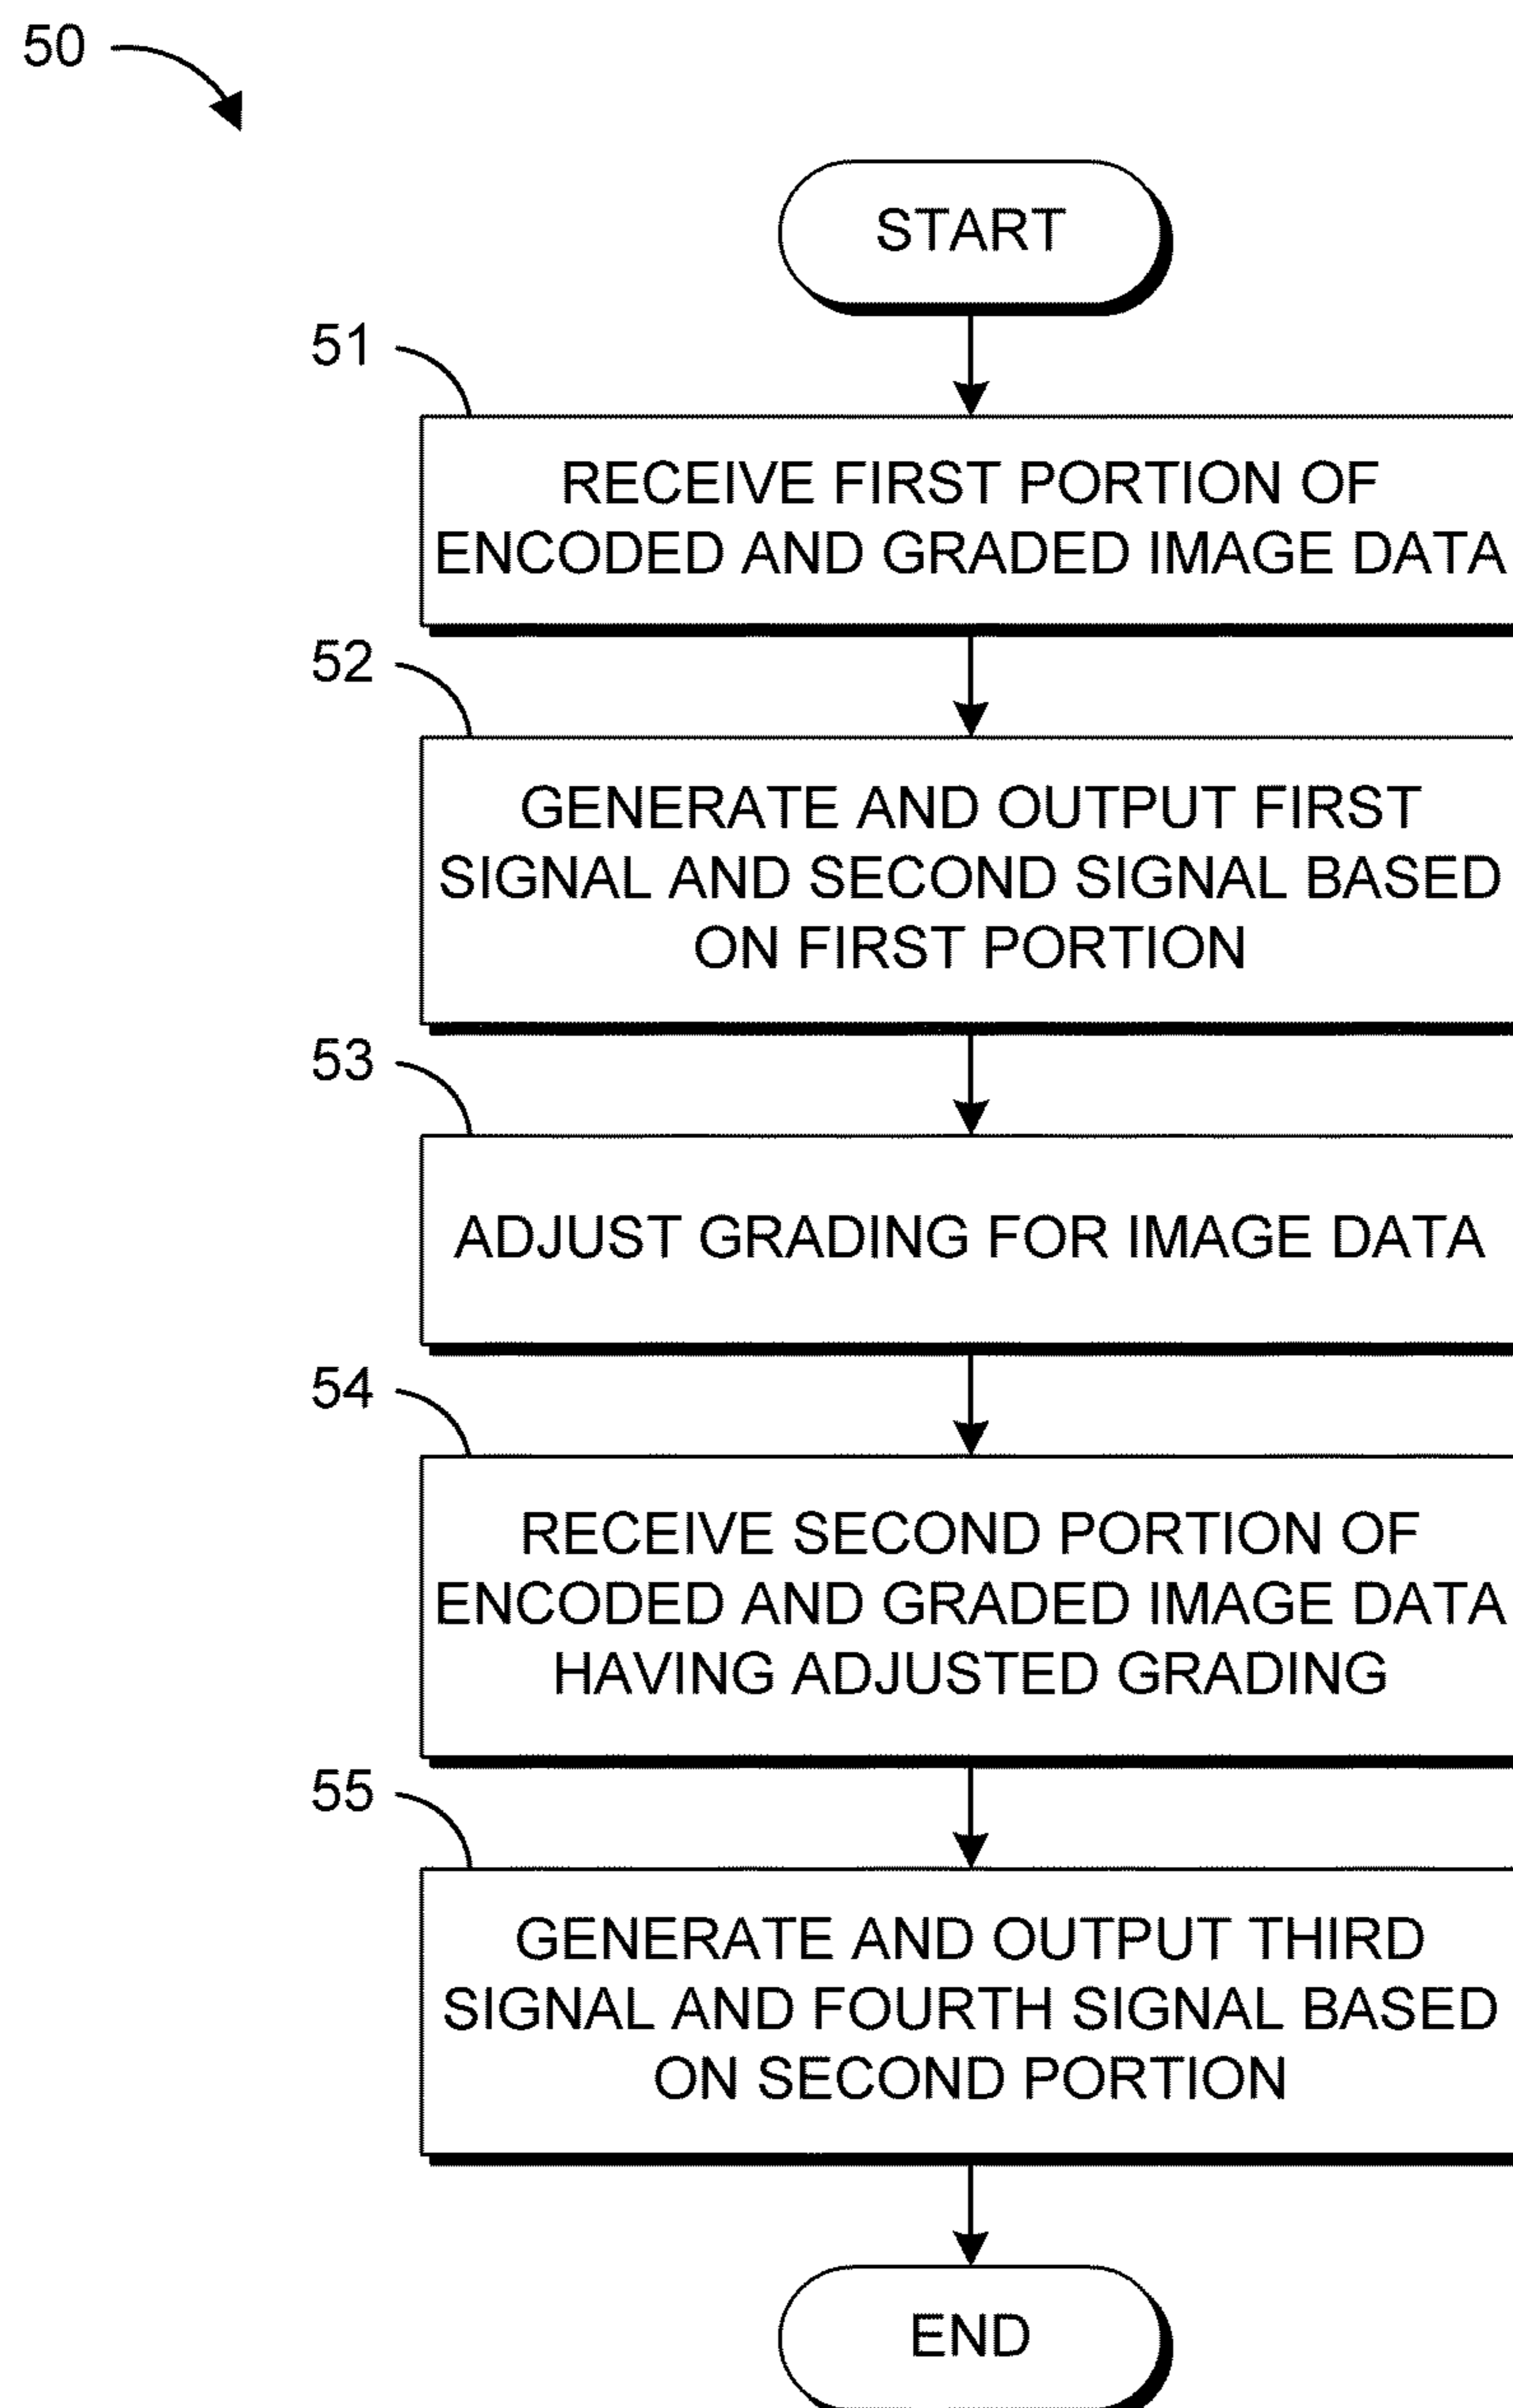 50
START
51
RECEIVE FIRST PORTION OF
ENCODED AND GRADED IMAGE DATA
52
GENERATE AND OUTPUT FIRST
SIGNAL AND SECOND SIGNAL BASED
ON FIRST PORTION
53
ADJUST GRADING FOR IMAGE DATA
54
RECEIVE SECOND PORTION OF
ENCODED AND GRADED IMAGE DATA
HAVING ADJUSTED GRADING
55
GENERATE AND OUTPUT THIRD
SIGNAL AND FOURTH SIGNAL BASED
ON SECOND PORTION
END